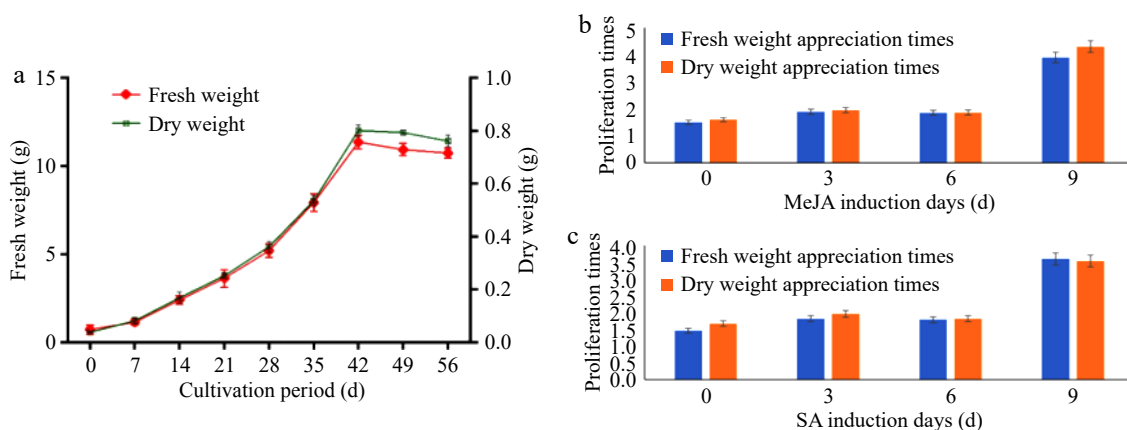 a
15
10
5
0
Fresh weight (g)
Fresh weight
Dry weight
1.0
0.8
0.6
0.4
0.2
0.0
Dry weight (g)
0 7 14 21 28 35 42 49 56
Cultivation period (d)
b
Proliferation times
5
4
3
2
1
0
Fresh weight appreciation times
Dry weight appreciation times
0 3 6 9
MeJA induction days (d)
c
Proliferation times
4.0
3.5
3.0
2.5
2.0
1.5
1.0
0.5
0.0
Fresh weight appreciation times
Dry weight appreciation times
0 3 6 9
SA induction days (d)